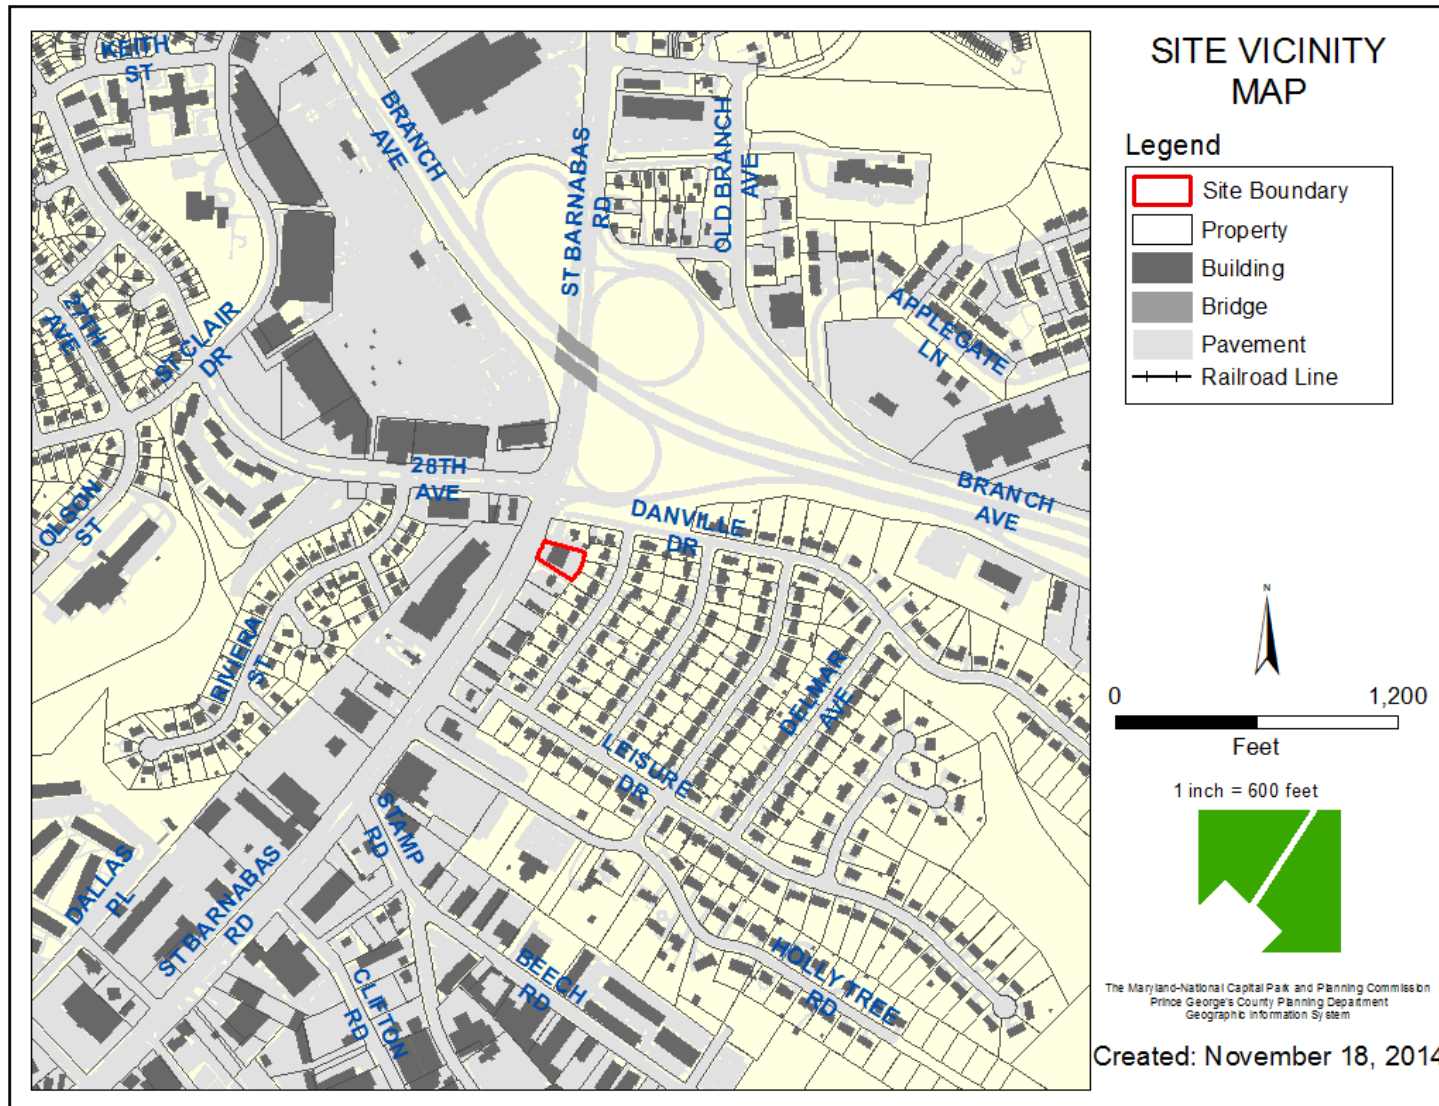 SITE VICINITY
MAP
Legend
Site Boundary
Property
Building
Bridge
Pavement
Railroad Line
KEITH
ST
BRANCH
AVE
ST BARNABAS
RD
OLD BRANCH
AVE
27TH
AVE
ST CLAIR
DR
APPLEGATE
LN
28TH
AVE
OLSON
ST
DANVILLE
DR
BRANCH
AVE
RIVIERA
ST
DELMAR
AVE
LEISURE
DR
STAMP
RD
DALLAS
PL
ST BARNABAS
RD
CLIFTON
RD
BEECH
RD
HOLLY TREE
RD
N
0 1,200
Feet
1 inch = 600 feet
The Maryland-National Capital Park and Planning Commission
Prince George's County Planning Department
Geographic Information System
Created: November 18, 2014